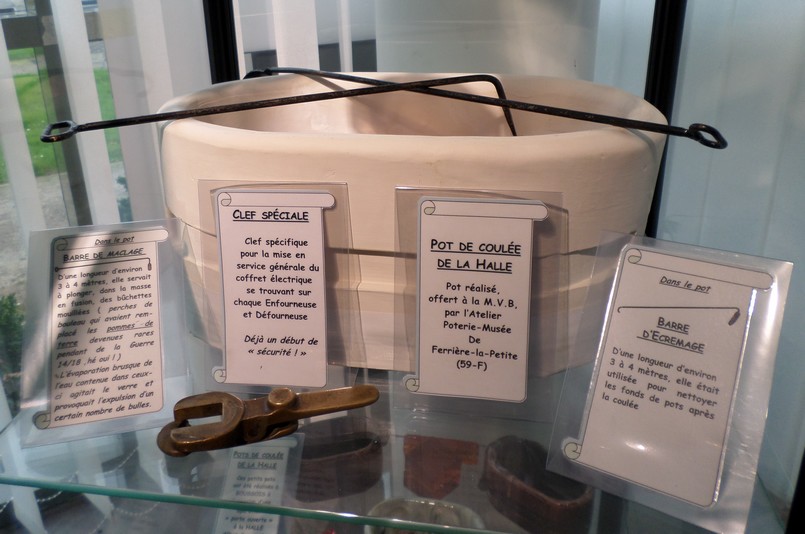 Dans le pot
BARRE DE MACLAGE
D'une longueur d'environ
3 à 4 mètres, elle servait
à plonger, dans la masse
en fusion, des bûchettes
mouillées ( perches de
bouleau qui avaient rem-
placé les pommes de
terre devenues rares
pendant de la Guerre
14/18 ,hé oui ! )
L'évaporation brusque de
l'eau contenue dans ceux-
ci agitait le verre et
provoquait l'expulsion d'un
certain nombre de bulles.
CLEF SPÉCIALE
Clef spécifique
pour la mise en
service générale du
coffret électrique
se trouvant sur
chaque Enfourneuse
et Défourneuse
Déjà un début de
« sécurité ! »
POT DE COULÉE
DE LA HALLE
Pot réalisé,
offert à la M.V.B,
par l'Atelier
Poterie-Musée
De
Ferrière-la-Petite
(59-F)
Dans le pot
BARRE
D'ECREMAGE
D'une longueur d'environ
3 à 4 mètres, elle était
utilisée pour nettoyer
les fonds de pots après
la coulée
POTS DE COULÉE
DE LA HALLE